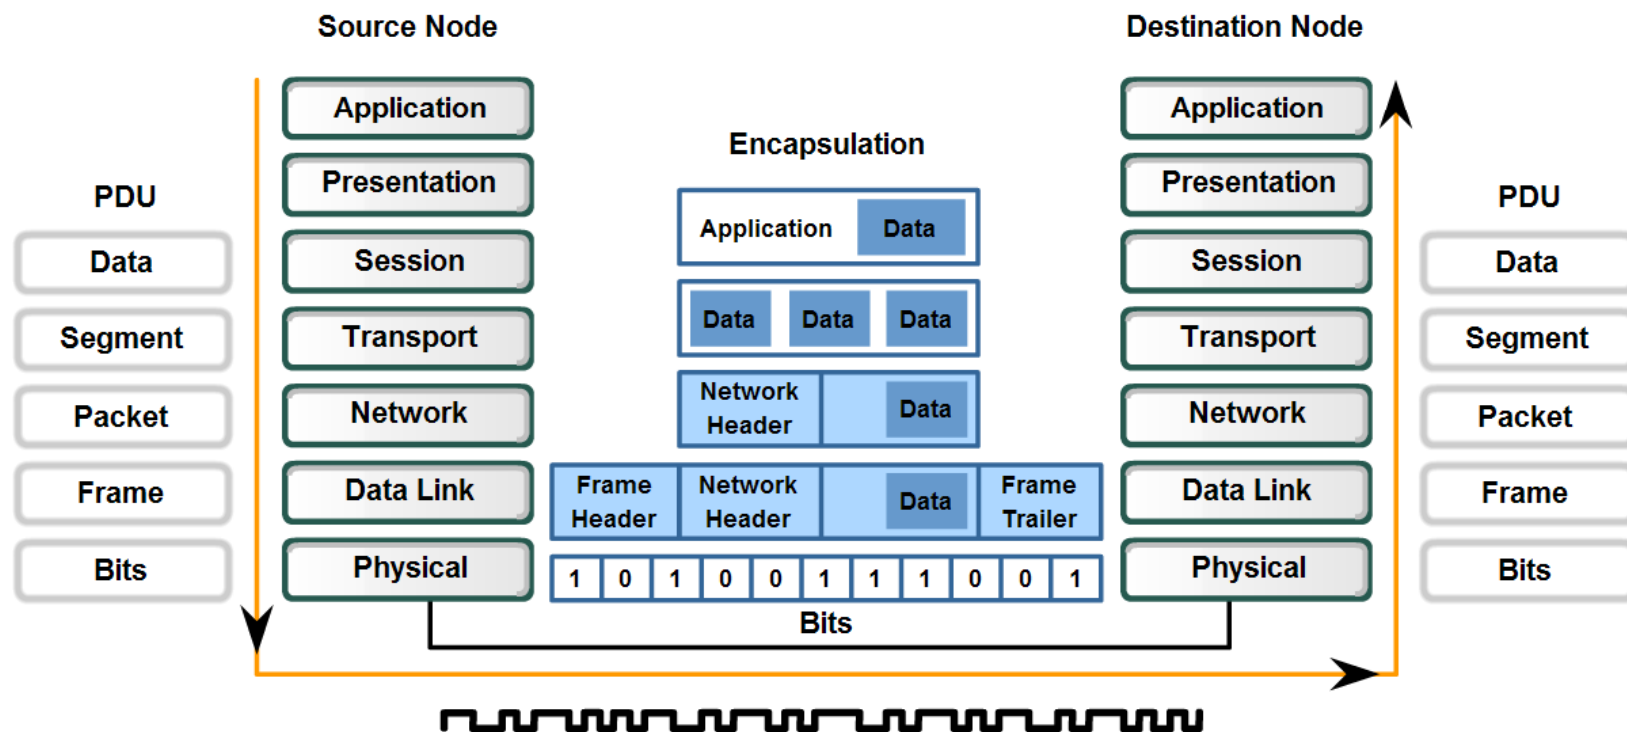 Source Node
Destination Node
Application
Application
Encapsulation
Presentation
Presentation
PDU
PDU
Application Data
Data
Session
Session
Data
Data Data Data
Segment
Transport
Transport
Segment
Network
Header
Data
Packet
Network
Network
Packet
Frame
Header
Network
Header
Data
Frame
Trailer
Frame
Data Link
Data Link
Frame
Bits
Physical
1 0 1 0 0 1 1 1 0 0 1
Physical
Bits
Bits